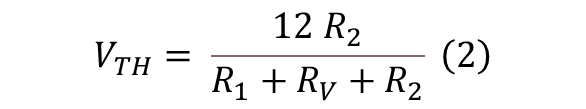 V_TH = 12 R_2 / (R_1 + R_V + R_2) (2)